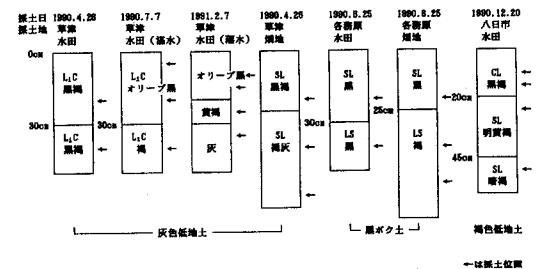 採土日 1990.4.26 1990.7.7 1991.2.7 1990.4.26 1990.6.25 1990.8.25 1990.12.20
採土地 草津 草津 草津 草津 各務原 各務原 八日市
水田 水田(湛水) 水田(落水) 畑地 水田 畑地 水田
0cm
LiC 黒褐
LiC オリーブ黒
オリーブ黒
SL 黒褐
SL 黒
SL 黒
CL 黒褐
黄褐
20cm
25cm
30cm
30cm
30cm
LiC 黒褐
LiC 褐
灰
SL 褐灰
LS 黒
LS 褐
SL 明黄褐
45cm
SL 暗褐
灰色低地土
黒ボク土
褐色低地土
←は採土位置